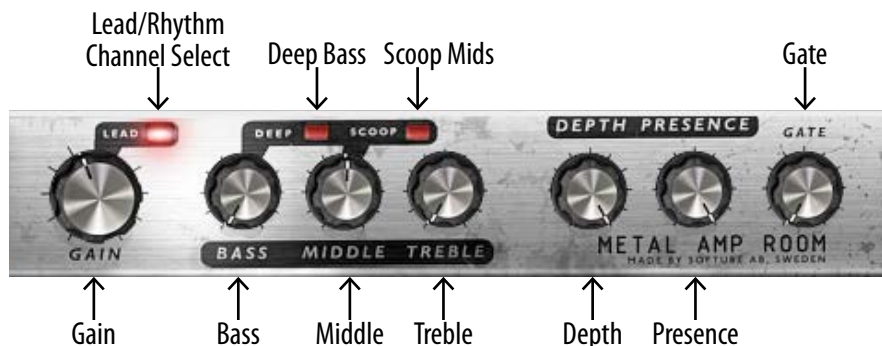 Lead/Rhythm
Channel Select
Deep Bass
Scoop Mids
Gate
LEAD
DEEP
SCOOP
DEPTH PRESENCE
GATE
GAIN
BASS MIDDLE TREBLE
METAL AMP ROOM
MADE BY SOFTUBE AB, SWEDEN
Gain
Bass
Middle
Treble
Depth
Presence